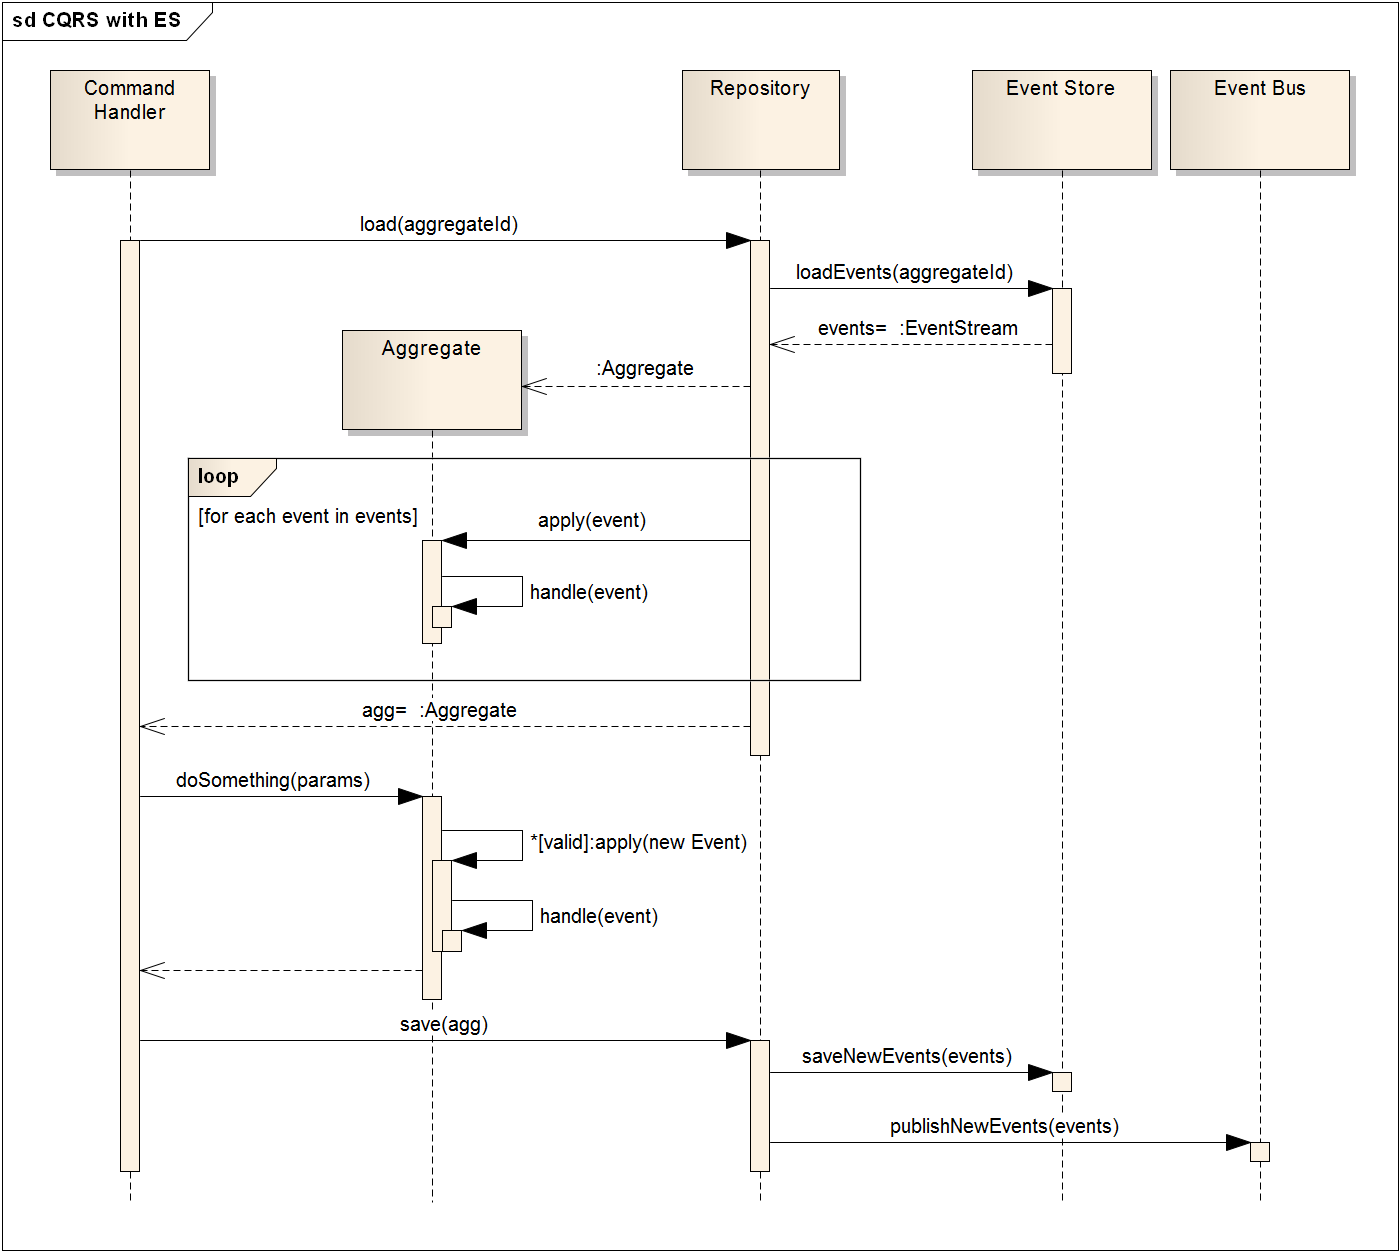 sd CQRS with ES
Command
Handler
Repository
Event Store
Event Bus
load(aggregateId)
loadEvents(aggregateId)
events=  :EventStream
Aggregate
:Aggregate
loop
[for each event in events]
apply(event)
handle(event)
agg=  :Aggregate
doSomething(params)
*[valid]:apply(new Event)
handle(event)
save(agg)
saveNewEvents(events)
publishNewEvents(events)